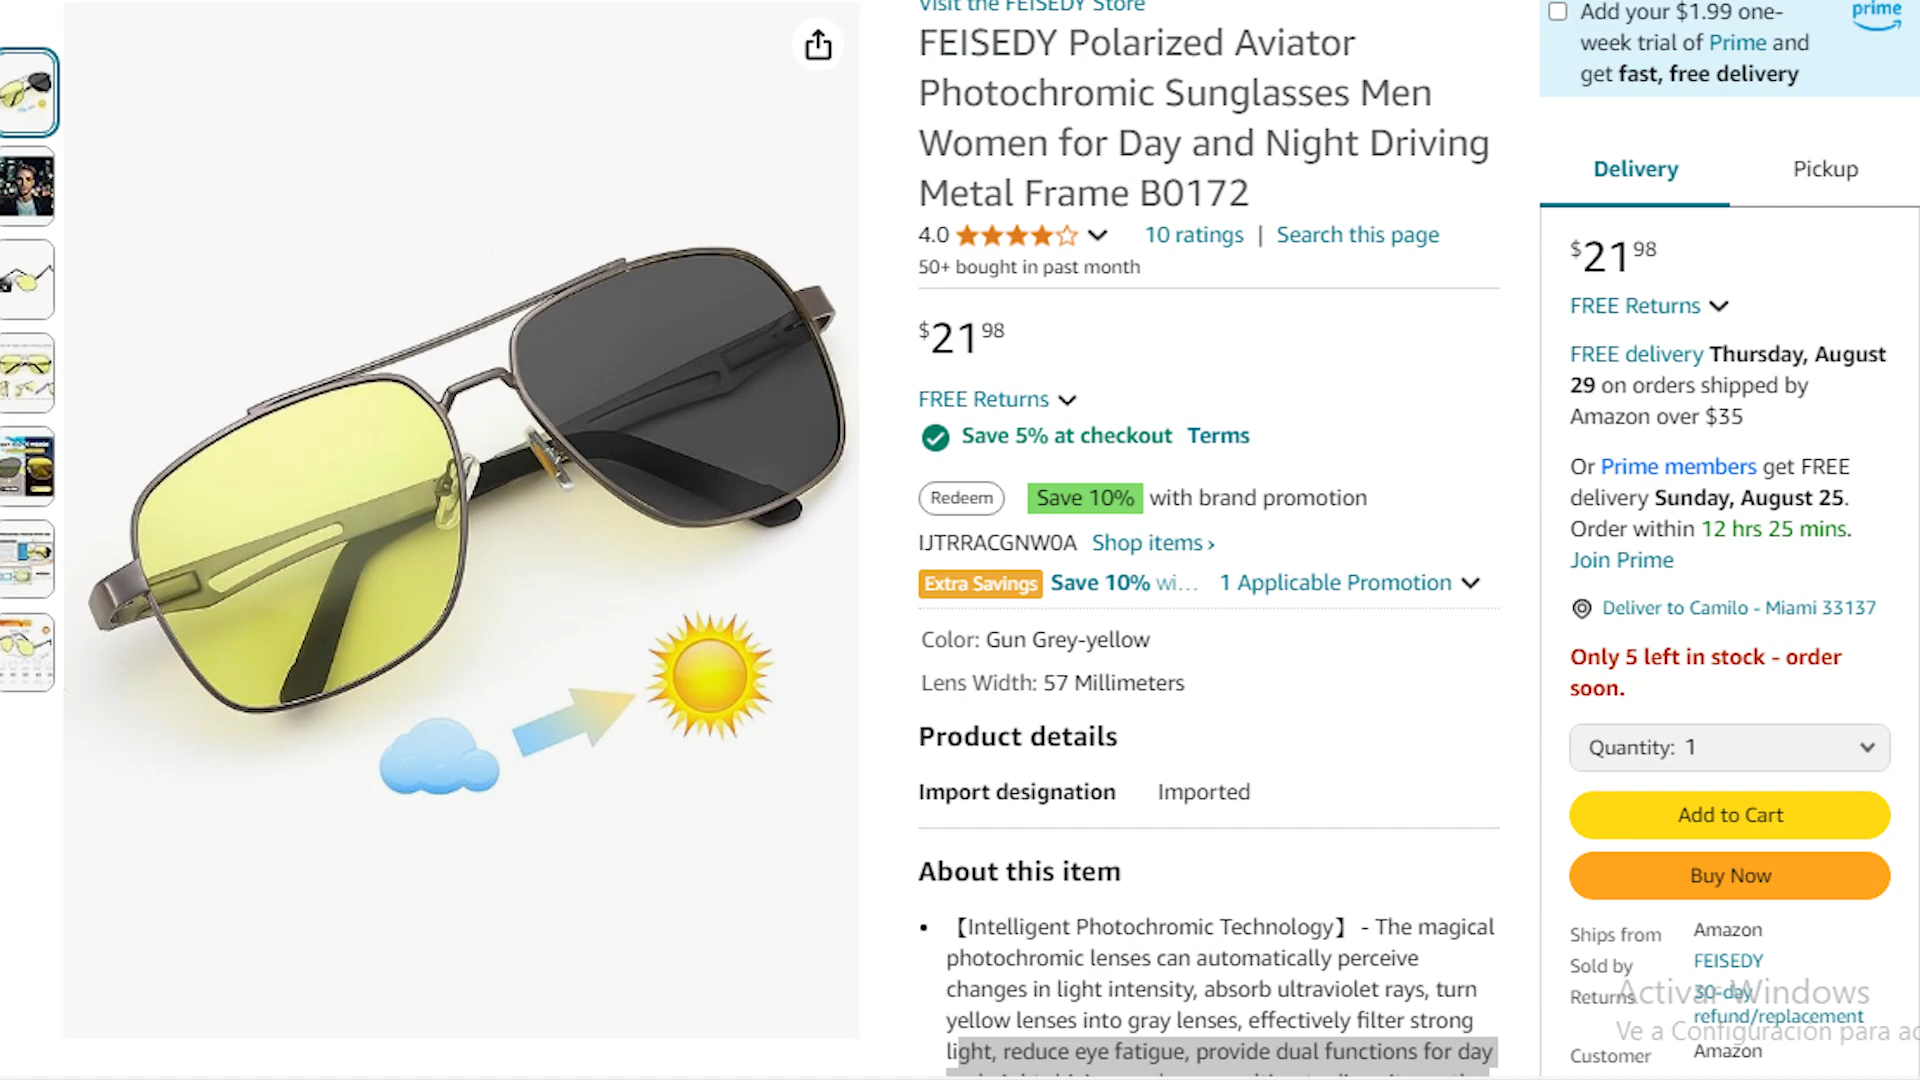 Visit the FEISEDY Store
FEISEDY Polarized Aviator
Photochromic Sunglasses Men
Women for Day and Night Driving
Metal Frame B0172
4.0 10 ratings | Search this page
50+ bought in past month
$21 98
FREE Returns
Save 5% at checkout Terms
Redeem Save 10% with brand promotion
IJTRRACGNW0A Shop items ›
Extra Savings Save 10% wi... 1 Applicable Promotion
Color: Gun Grey-yellow
Lens Width: 57 Millimeters
Product details
Import designation Imported
About this item
• 【Intelligent Photochromic Technology】 - The magical
photochromic lenses can automatically perceive
changes in light intensity, absorb ultraviolet rays, turn
yellow lenses into gray lenses, effectively filter strong
light, reduce eye fatigue, provide dual functions for day
Add your $1.99 one-
week trial of Prime and
get fast, free delivery
prime
Delivery Pickup
$21 98
FREE Returns
FREE delivery Thursday, August
29 on orders shipped by
Amazon over $35
Or Prime members get FREE
delivery Sunday, August 25.
Order within 12 hrs 25 mins.
Join Prime
Deliver to Camilo - Miami 33137
Only 5 left in stock - order
soon.
Quantity: 1
Add to Cart
Buy Now
Ships from Amazon
Sold by FEISEDY
Returns 30-day
refund/replacement
Customer Amazon
Activar Windows
Ve a Configuración para ac